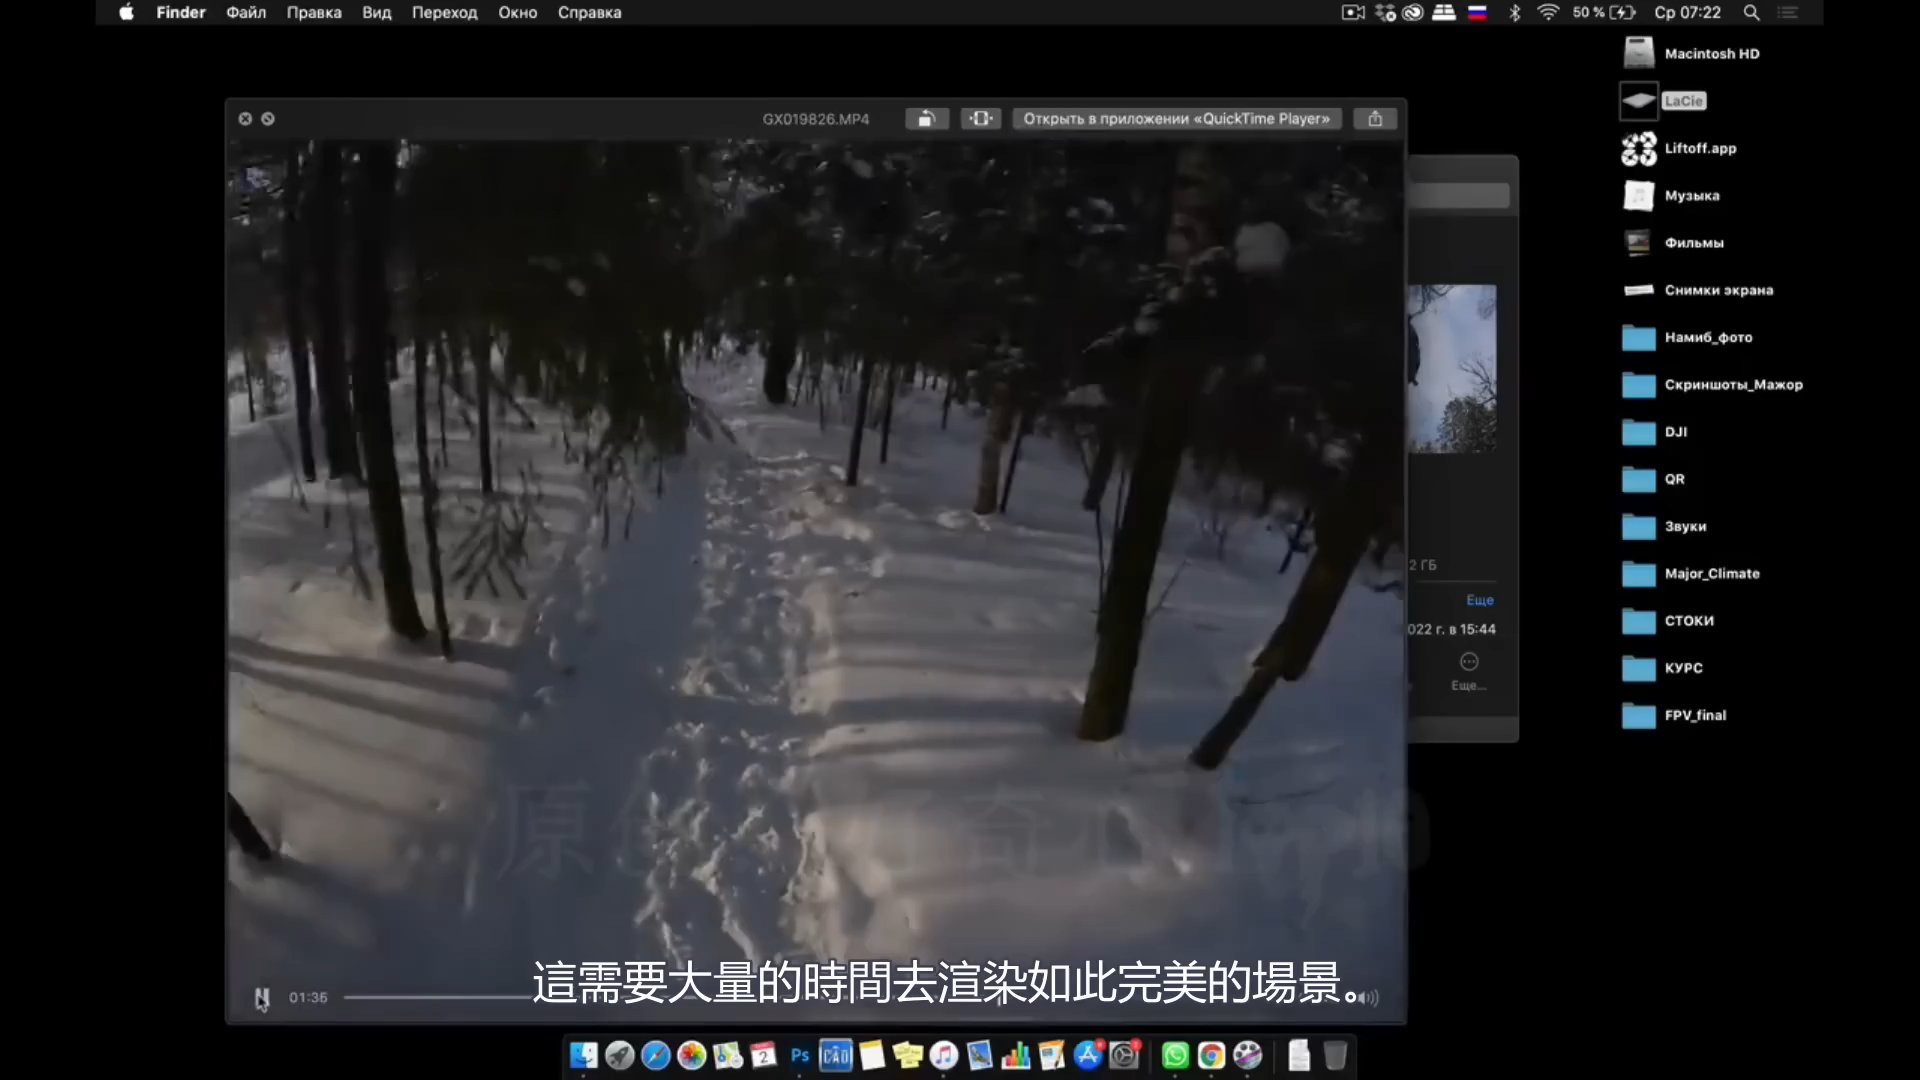 Finder Файл Правка Вид Переход Окно Справка
50 % Ср 07:22
Macintosh HD
LaCie
Liftoff.app
Музыка
Фильмы
Снимки экрана
Намиб_фото
Скриншоты_Мажор
DJI
QR
Звуки
Major_Climate
СТОКИ
КУРС
FPV_final
GX019826.MP4
Открыть в приложении «QuickTime Player»
2 ГБ
Еще
022 г. в 15:44
Еще...
這需要大量的時間去渲染如此完美的場景。
01:36
2
Ps
CAD